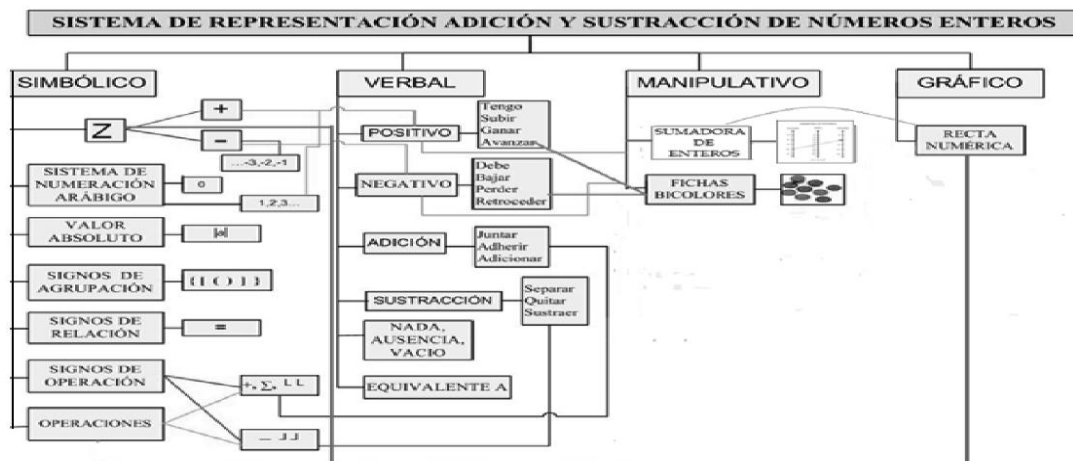 SISTEMA DE REPRESENTACIÓN ADICIÓN Y SUSTRACCIÓN DE NÚMEROS ENTEROS
SIMBÓLICO
Z
+
-
...-3,-2,-1
SISTEMA DE
NUMERACIÓN
ARÁBIGO
0
1,2,3...
VALOR
ABSOLUTO
|a|
SIGNOS DE
AGRUPACIÓN
{[ ( ) ]}
SIGNOS DE
RELACIÓN
=
SIGNOS DE
OPERACIÓN
+, Σ, L L
OPERACIONES
— ┘┘
VERBAL
POSITIVO
Tengo
Subir
Ganar
Avanzar
NEGATIVO
Debe
Bajar
Perder
Retroceder
ADICIÓN
Juntar
Adherir
Adicionar
SUSTRACCIÓN
Separar
Quitar
Sustraer
NADA,
AUSENCIA,
VACIO
EQUIVALENTE A
MANIPULATIVO
SUMADORA
DE
ENTEROS
FICHAS
BICOLORES
GRÁFICO
RECTA
NUMÉRICA